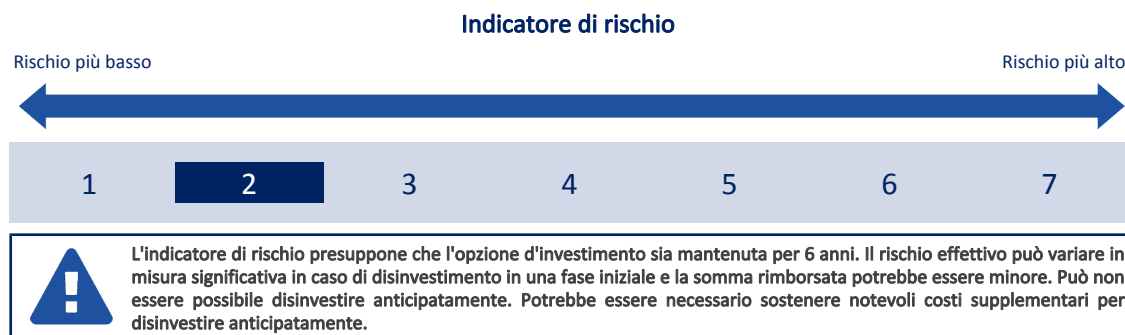 Indicatore di rischio
Rischio più basso
Rischio più alto
1 2 3 4 5 6 7
L'indicatore di rischio presuppone che l'opzione d'investimento sia mantenuta per 6 anni. Il rischio effettivo può variare in
misura significativa in caso di disinvestimento in una fase iniziale e la somma rimborsata potrebbe essere minore. Può non
essere possibile disinvestire anticipatamente. Potrebbe essere necessario sostenere notevoli costi supplementari per
disinvestire anticipatamente.